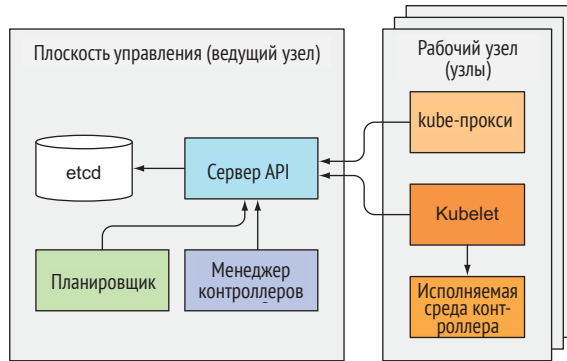 Плоскость управления (ведущий узел)
etcd
Сервер API
Планировщик
Менеджер
контроллеров
Рабочий узел
(узлы)
kube-прокси
Kubelet
Исполняемая
среда конт-
роллера